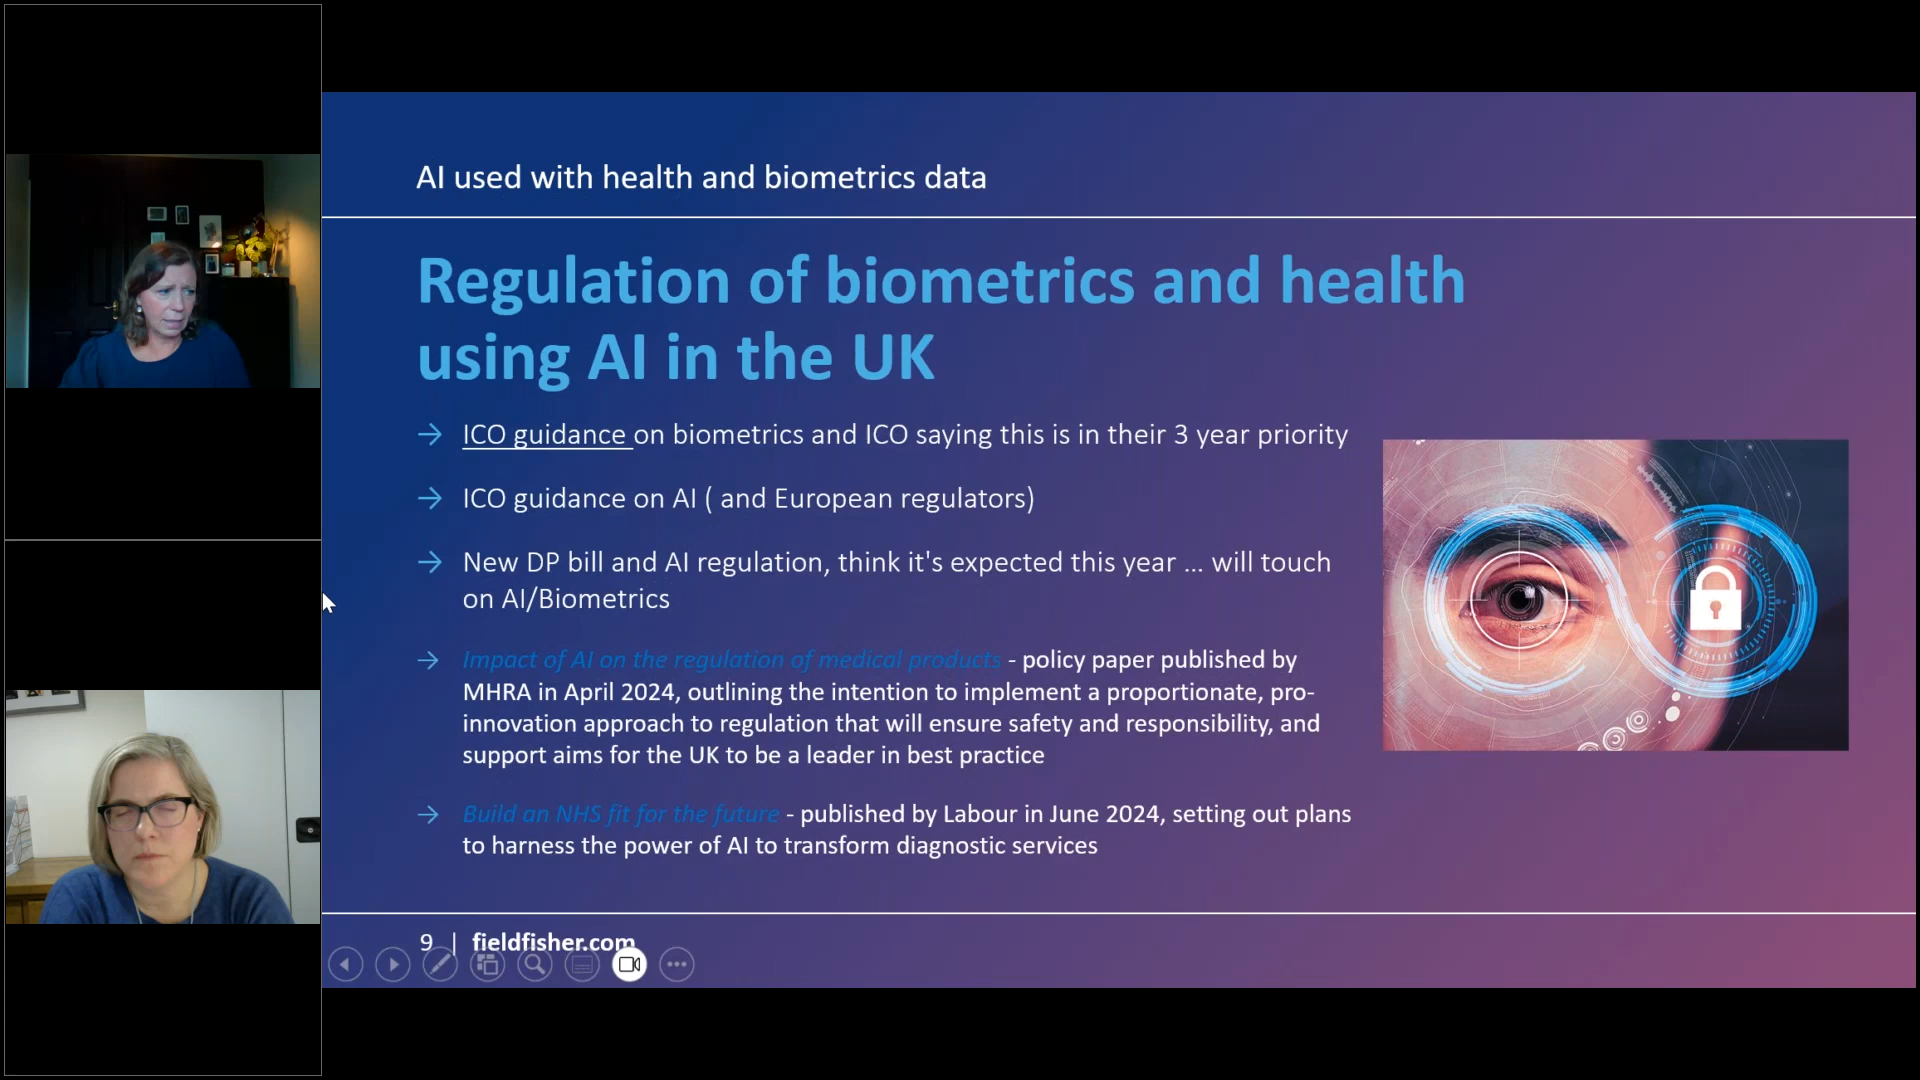 AI used with health and biometrics data
Regulation of biometrics and health
using AI in the UK
→ ICO guidance on biometrics and ICO saying this is in their 3 year priority
→ ICO guidance on AI ( and European regulators)
→ New DP bill and AI regulation, think it's expected this year ... will touch
on AI/Biometrics
→ Impact of AI on the regulation of medical products - policy paper published by
MHRA in April 2024, outlining the intention to implement a proportionate, pro-
innovation approach to regulation that will ensure safety and responsibility, and
support aims for the UK to be a leader in best practice
→ Build an NHS fit for the future - published by Labour in June 2024, setting out plans
to harness the power of AI to transform diagnostic services
9 | fieldfisher.com